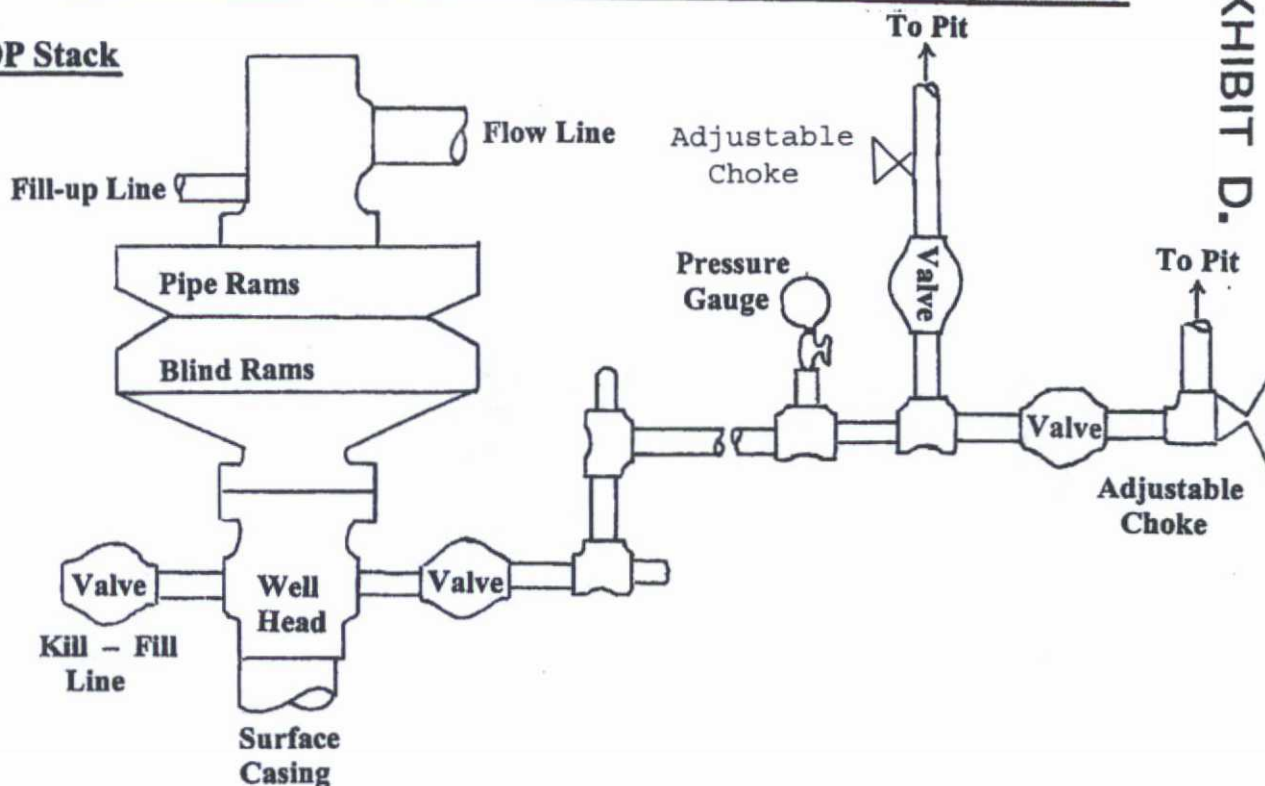 To Pit
OP Stack
XHIBIT D.
Flow Line
Adjustable
Choke
Fill-up Line
Pressure
Gauge
Valve
To Pit
Pipe Rams
Blind Rams
Valve
Adjustable
Choke
Valve
Well
Head
Valve
Kill – Fill
Line
Surface
Casing